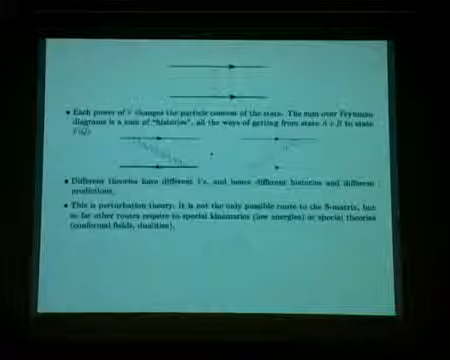 • Each power of V changes the particle content of the state. The sum over Feynman
diagrams is a sum of "histories", all the ways of getting from state A + B to state
• Different theories have different V's, and hence different histories and different
predictions.
• This is perturbation theory. It is not the only possible route to the S-matrix, but
so far other routes require to special kinematics (low energies) or special theories
(conformal fields, dualities).